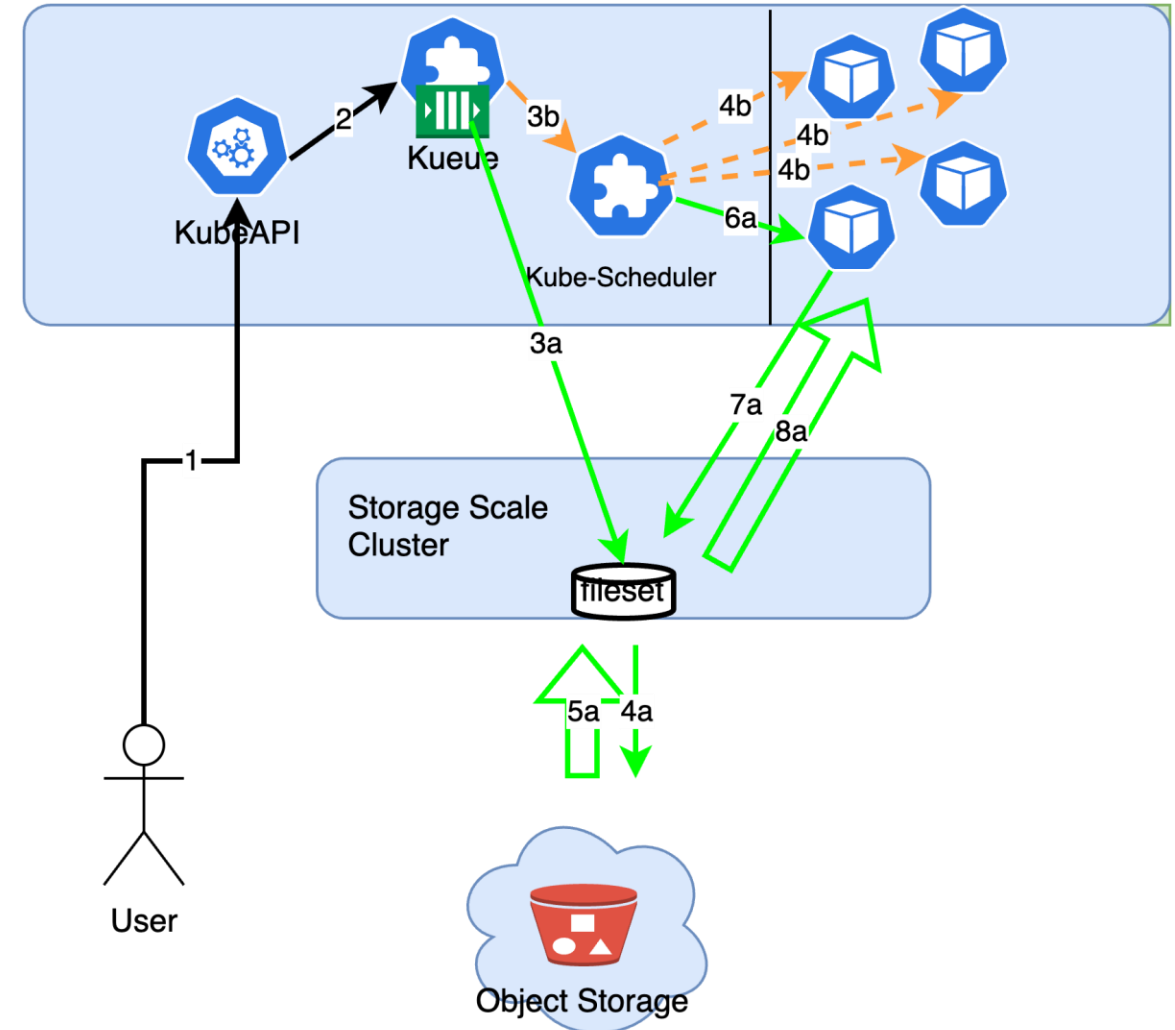 2
3b
4b
4b
4b
Kueue
KubeAPI
6a
Kube-Scheduler
3a
7a
8a
1
Storage Scale
Cluster
fileset
5a
4a
User
Object Storage